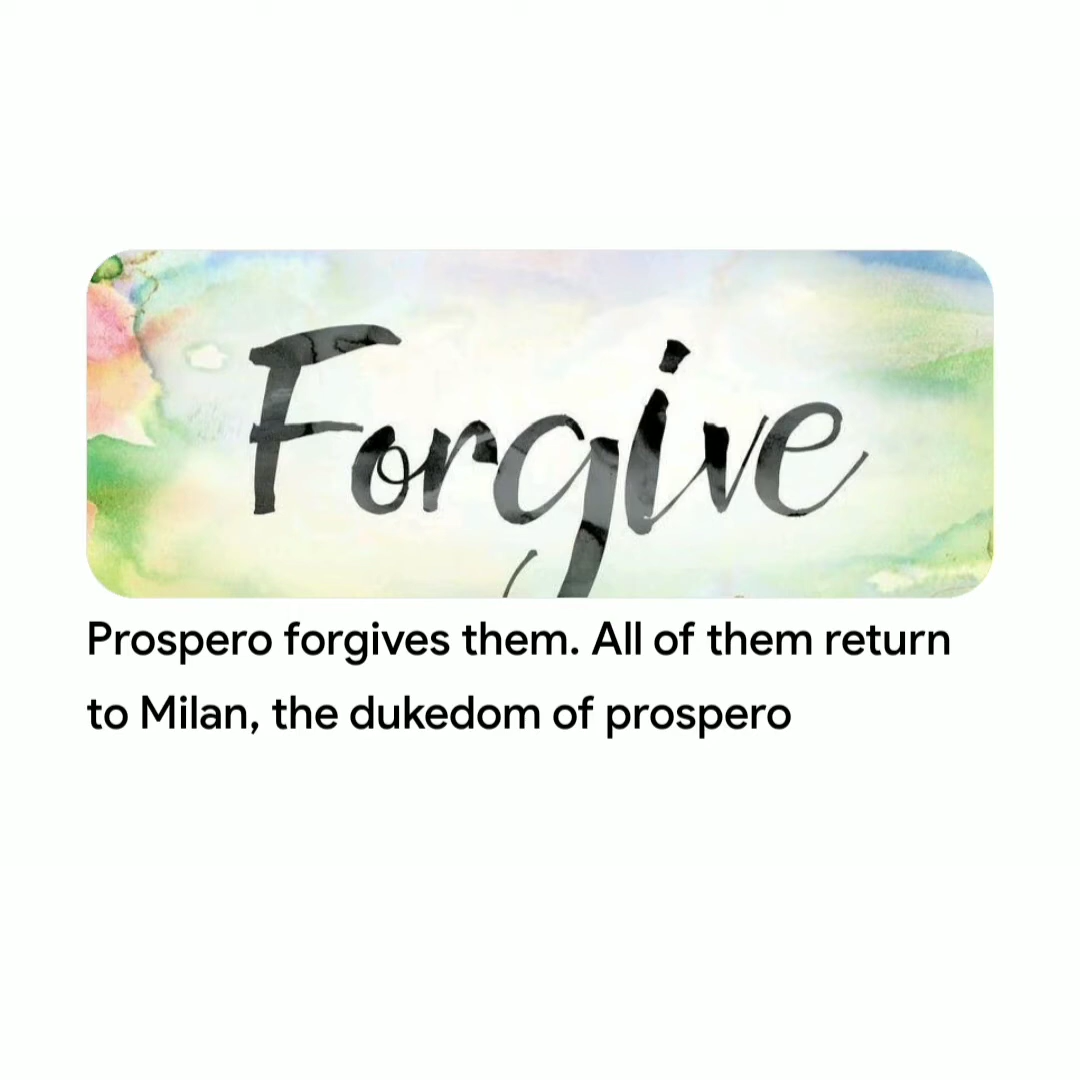 Forgive
Prospero forgives them. All of them return
to Milan, the dukedom of prospero